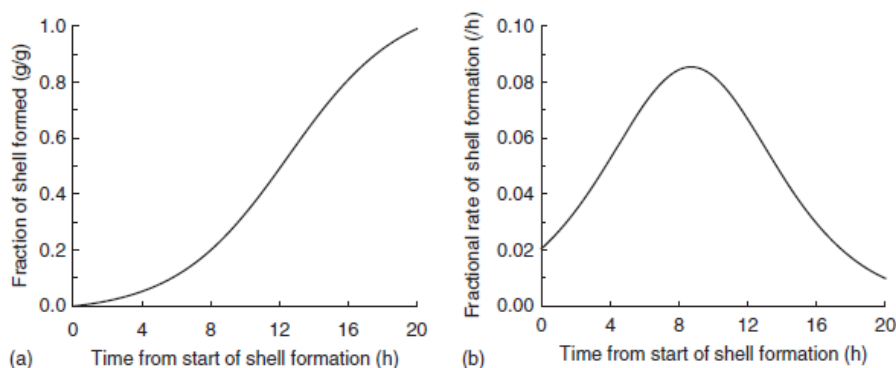 Fraction of shell formed (g/g)
1.0
0.8
0.6
0.4
0.2
0.0
0 4 8 12 16 20
(a) Time from start of shell formation (h)
Fractional rate of shell formation (/h)
0.10
0.08
0.06
0.04
0.02
0.00
0 4 8 12 16 20
(b) Time from start of shell formation (h)